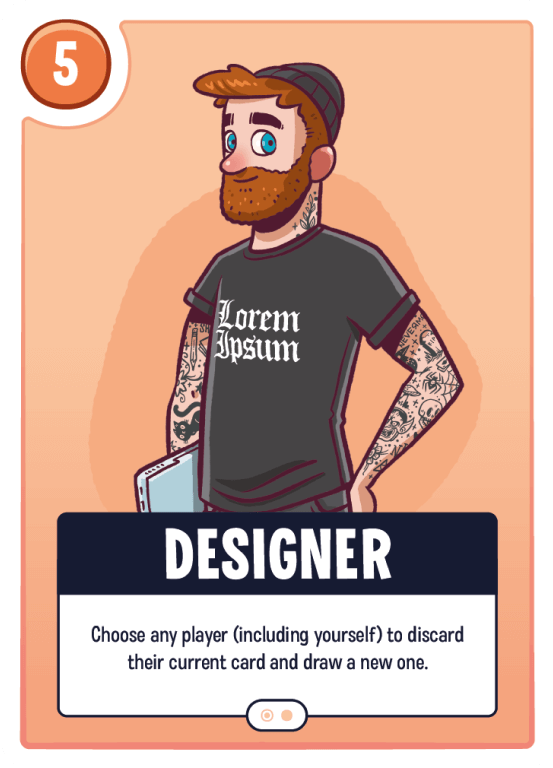 5
Lorem
Ipsum
DESIGNER
Choose any player (including yourself) to discard
their current card and draw a new one.